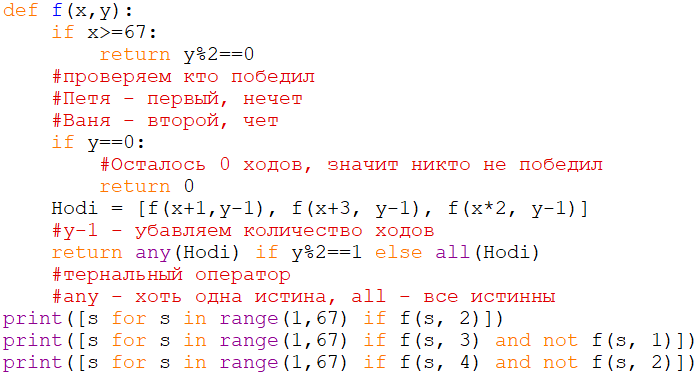 def f(x,y):
    if x>=67:
        return y%2==0
    #проверяем кто победил
    #Петя - первый, нечет
    #Ваня - второй, чет
    if y==0:
        #Осталось 0 ходов, значит никто не победил
        return 0
    Hodi = [f(x+1,y-1), f(x+3, y-1), f(x*2, y-1)]
    #y-1 - убавляем количество ходов
    return any(Hodi) if y%2==1 else all(Hodi)
    #тернальный оператор
    #any - хоть одна истина, all - все истинны
print([s for s in range(1,67) if f(s, 2)])
print([s for s in range(1,67) if f(s, 3) and not f(s, 1)])
print([s for s in range(1,67) if f(s, 4) and not f(s, 2)])